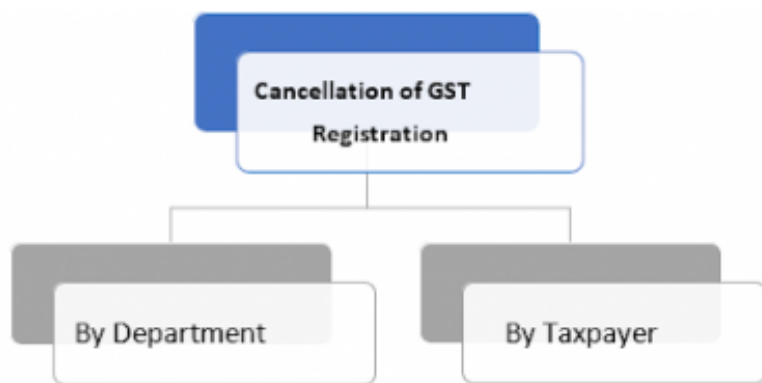 Cancellation of GST
Registration
By Department
By Taxpayer